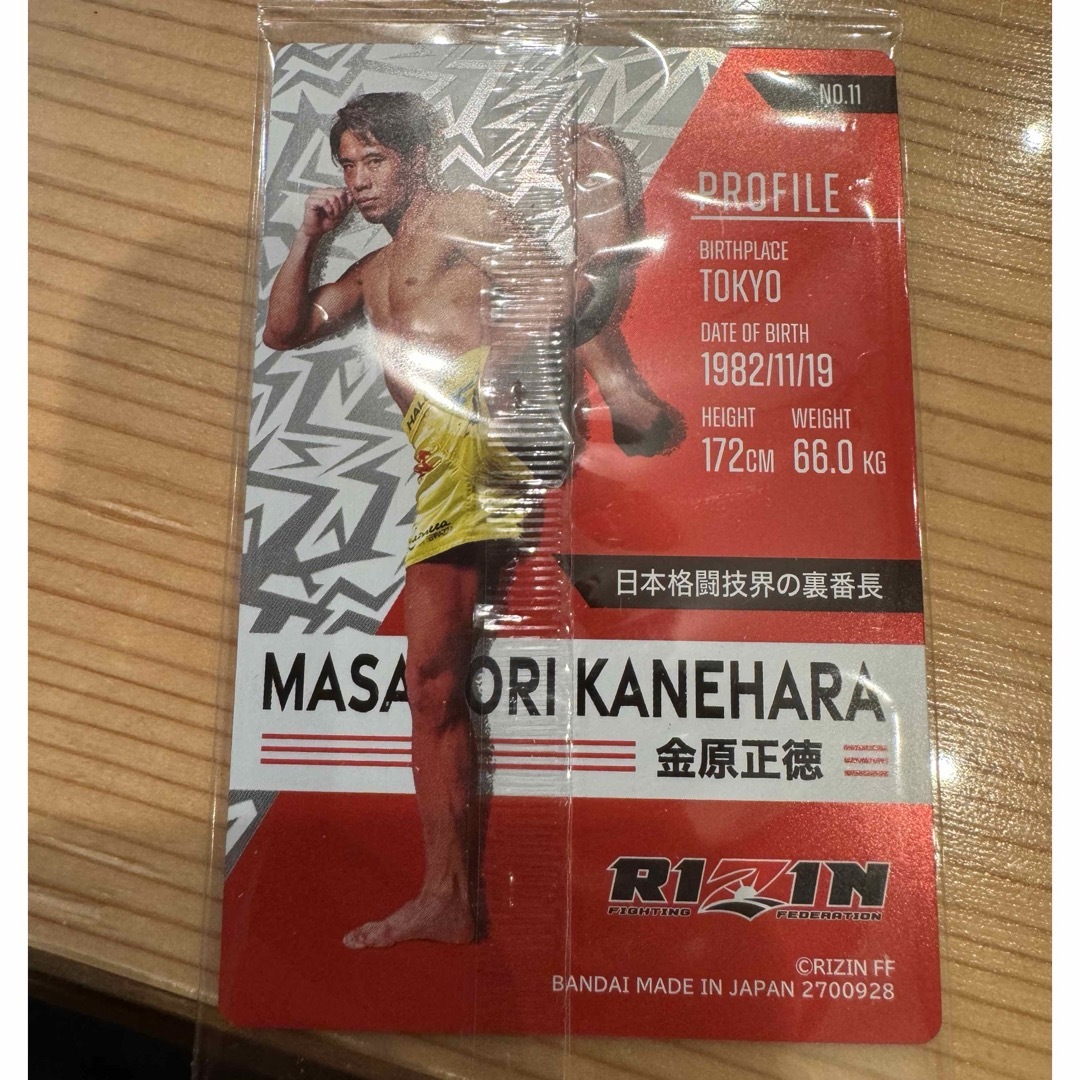 NO.11
PROFILE
BIRTHPLACE
TOKYO
DATE OF BIRTH
1982/11/19
HEIGHT WEIGHT
172CM 66.0 KG
日本格闘技界の裏番長
MASA ORI KANEHARA
金原正徳
RIZIN
FIGHTING FEDERATION
©RIZIN FF
BANDAI MADE IN JAPAN 2700928